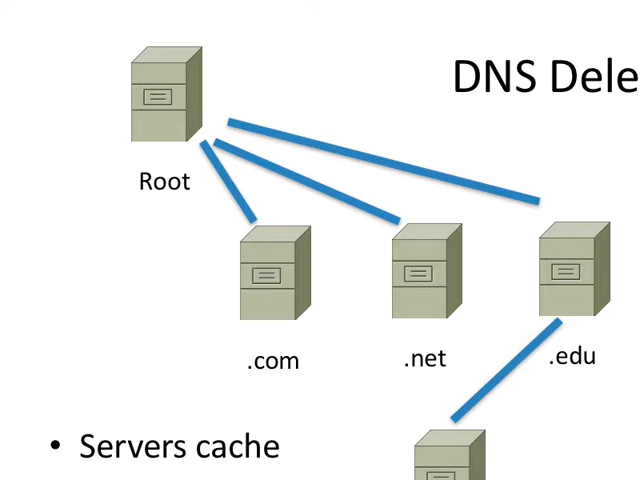 DNS Dele
Root
.com
.net
.edu
• Servers cache